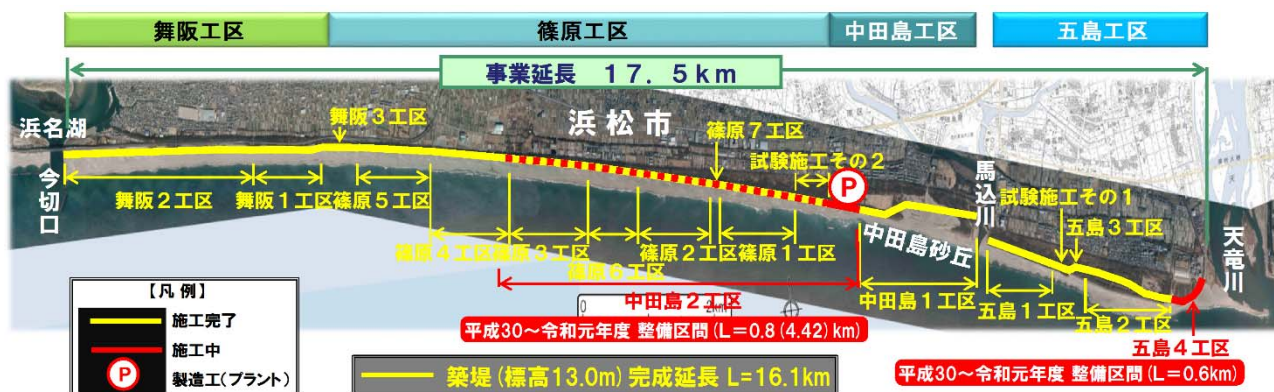 舞阪工区
篠原工区
中田島工区
五島工区
事業延長 17.5km
浜名湖
今切口
舞阪3工区
浜松市
篠原7工区
試験施工その2
P
馬込川
試験施工その1
五島3工区
天竜川
舞阪2工区
舞阪1工区
篠原5工区
篠原4工区
篠原3工区
篠原6工区
篠原2工区
篠原1工区
中田島砂丘
中田島2工区
中田島1工区
五島1工区
五島2工区
五島4工区
平成30~令和元年度 整備区間(L=0.8(4.42)km)
平成30~令和元年度 整備区間(L=0.6km)
【凡例】
施工完了
施工中
P 製造工(プラント)
築堤(標高13.0m)完成延長 L=16.1km